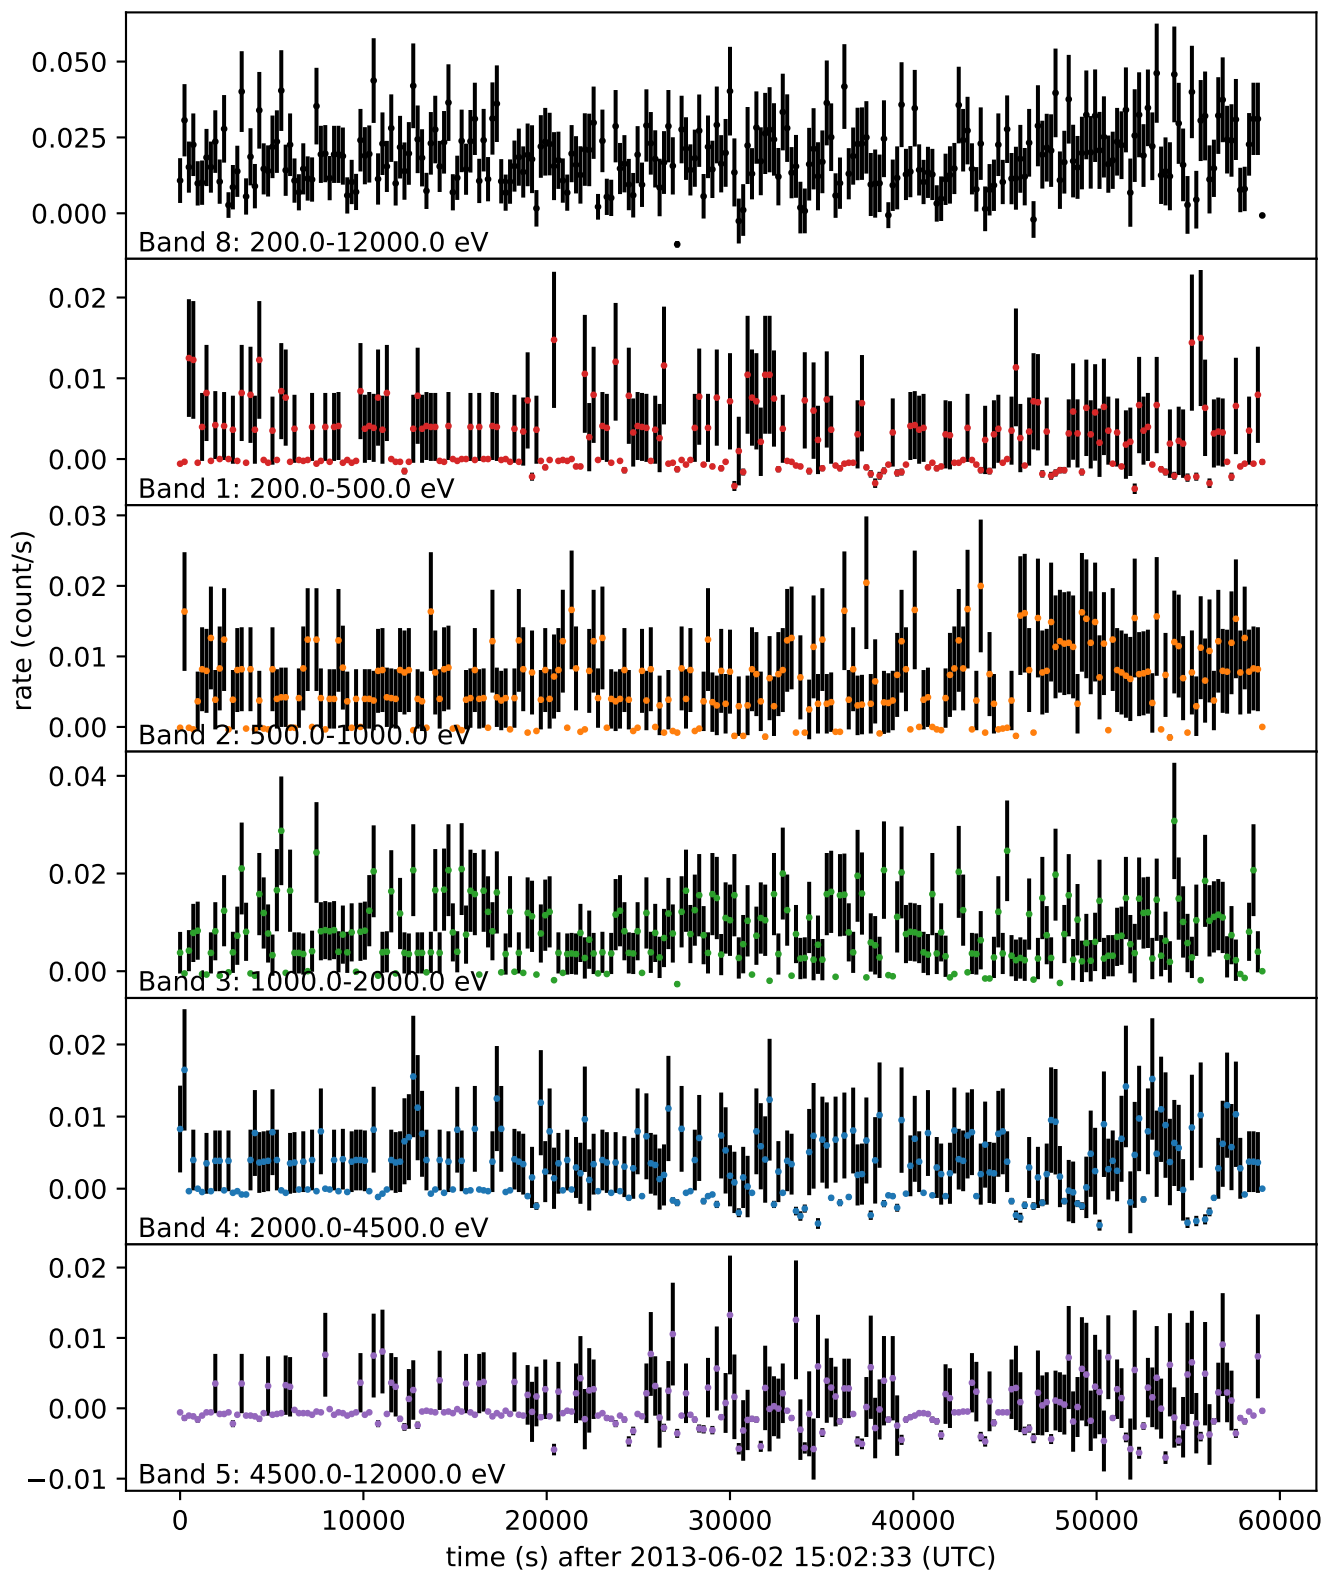 0.050
0.025
0.000
Band 8: 200.0-12000.0 eV
0.02
0.01
0.00
Band 1: 200.0-500.0 eV
rate (count/s)
0.03
0.02
0.01
0.00
Band 2: 500.0-1000.0 eV
0.04
0.02
0.00
Band 3: 1000.0-2000.0 eV
0.02
0.01
0.00
Band 4: 2000.0-4500.0 eV
0.02
0.01
0.00
−0.01
Band 5: 4500.0-12000.0 eV
0 10000 20000 30000 40000 50000 60000
time (s) after 2013-06-02 15:02:33 (UTC)